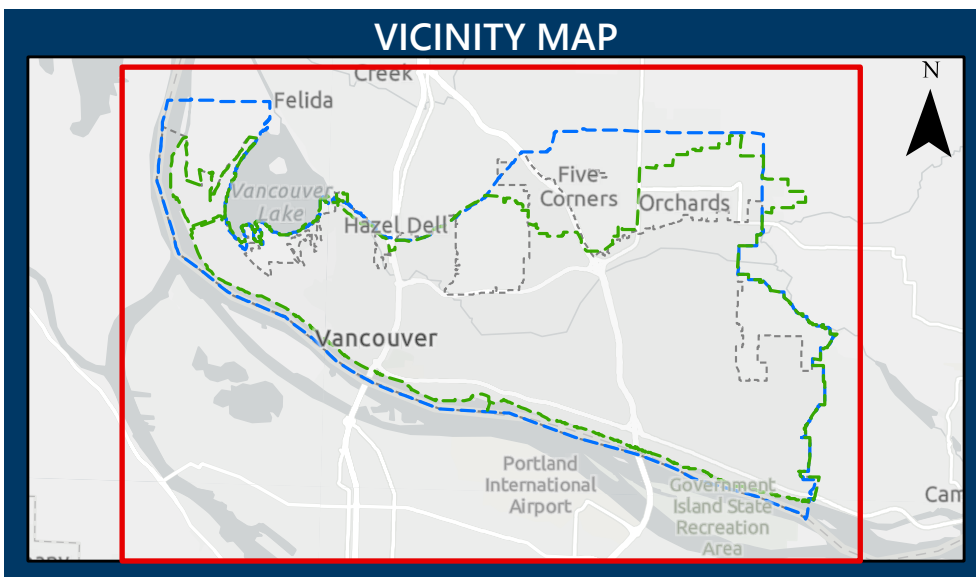 VICINITY MAP
Creek
N
Felida
Vancouver
Lake
Five
Corners
Orchards
Hazel Dell
Vancouver
Portland
International
Airport
Government
Island State
Recreation
Area
Cam